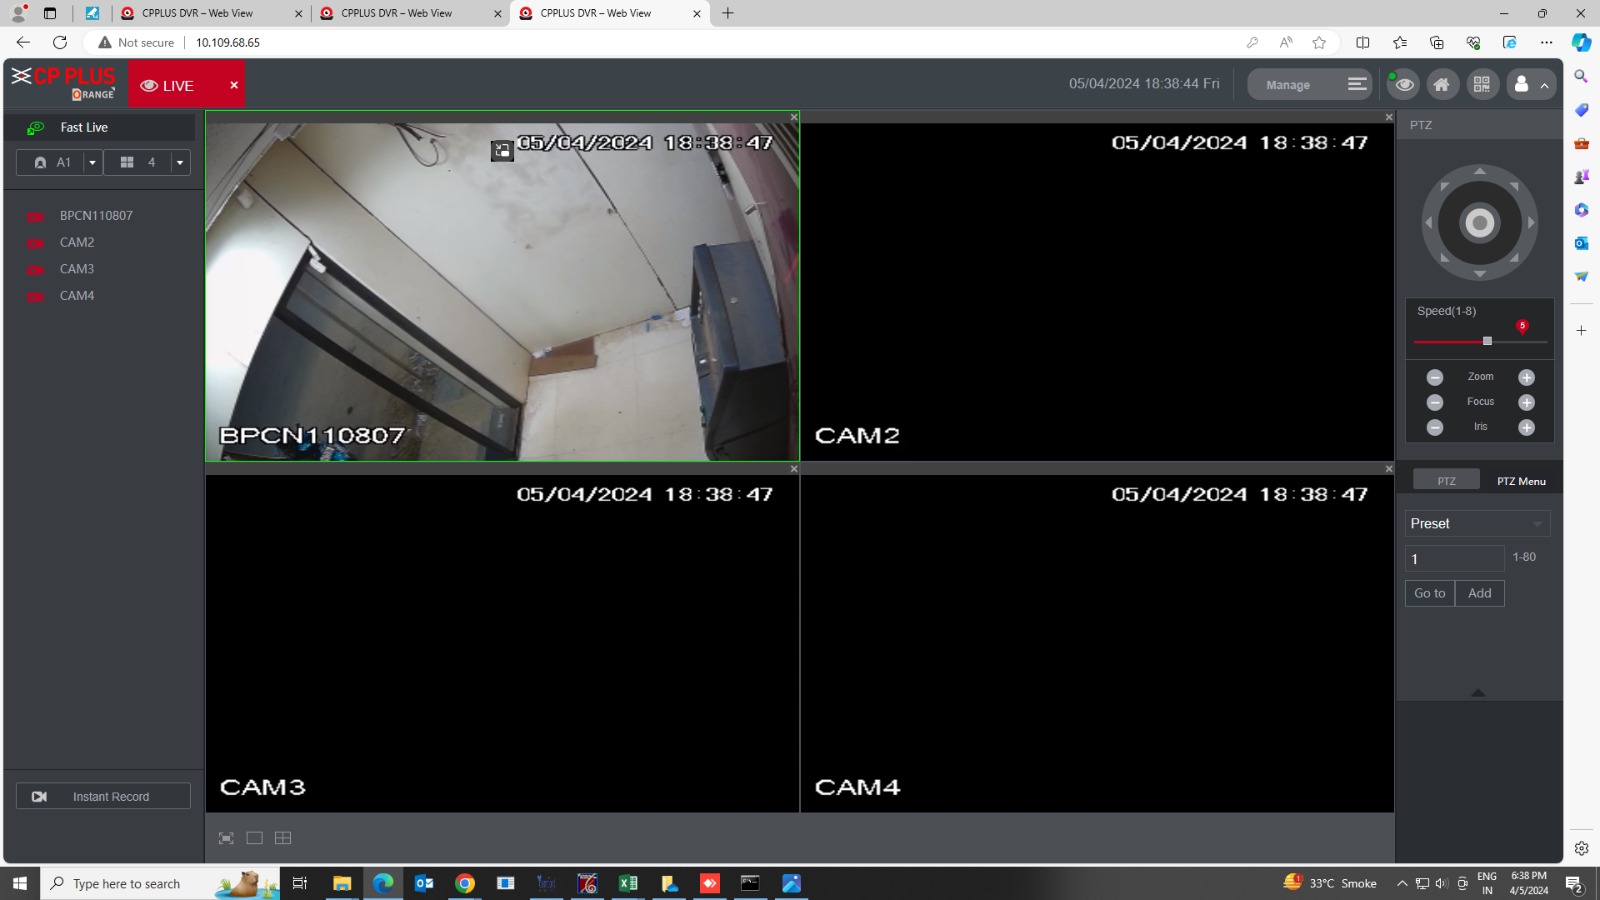 CPPLUS DVR – Web View
CPPLUS DVR – Web View
CPPLUS DVR – Web View
Not secure
10.109.68.65
CP PLUS
ORANGE
LIVE
05/04/2024 18:38:44 Fri
Manage
Fast Live
A1
4
BPCN110807
CAM2
CAM3
CAM4
05/04/2024 18:38:47
BPCN110807
05/04/2024 18:38:47
CAM2
05/04/2024 18:38:47
CAM3
05/04/2024 18:38:47
CAM4
PTZ
Speed(1-8)
5
Zoom
Focus
Iris
PTZ
PTZ Menu
Preset
1
1-80
Go to
Add
Instant Record
Type here to search
33°C Smoke
ENG
IN
6:38 PM
4/5/2024
2